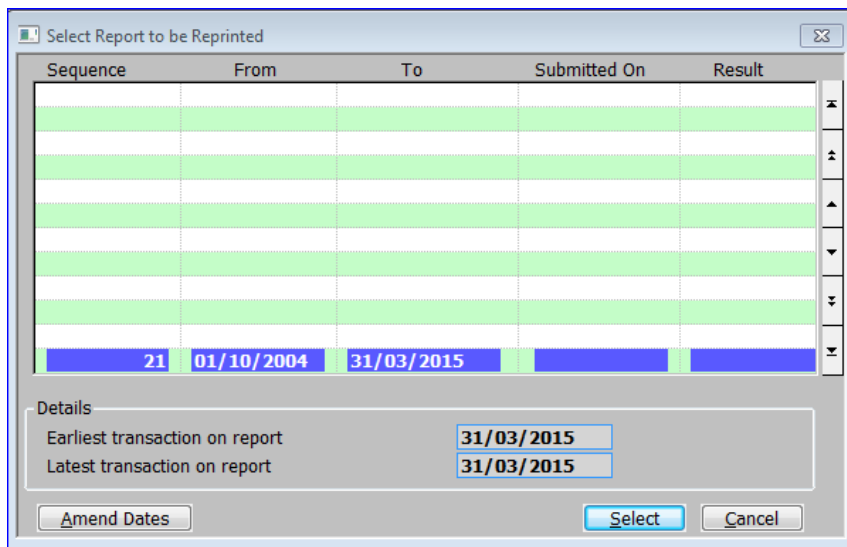 Select Report to be Reprinted
Sequence From To Submitted On Result
21 01/10/2004 31/03/2015
Details
Earliest transaction on report 31/03/2015
Latest transaction on report 31/03/2015
Amend Dates Select Cancel